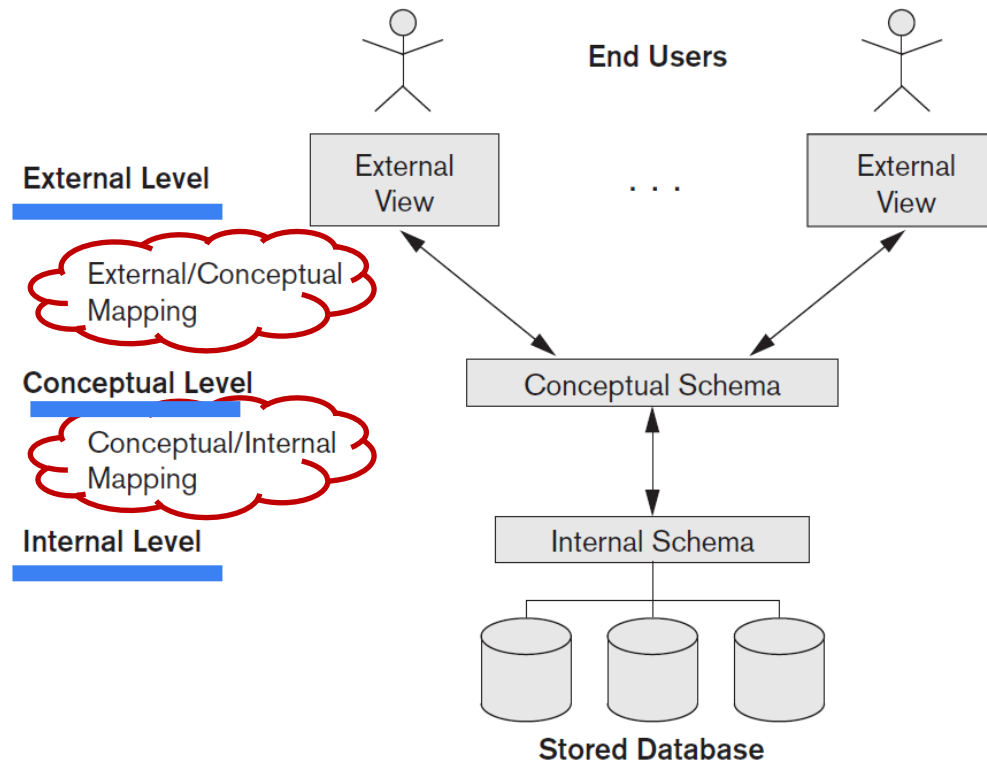 End Users
External
View
. . .
External
View
External Level
External/Conceptual
Mapping
Conceptual Level
Conceptual Schema
Conceptual/Internal
Mapping
Internal Level
Internal Schema
Stored Database